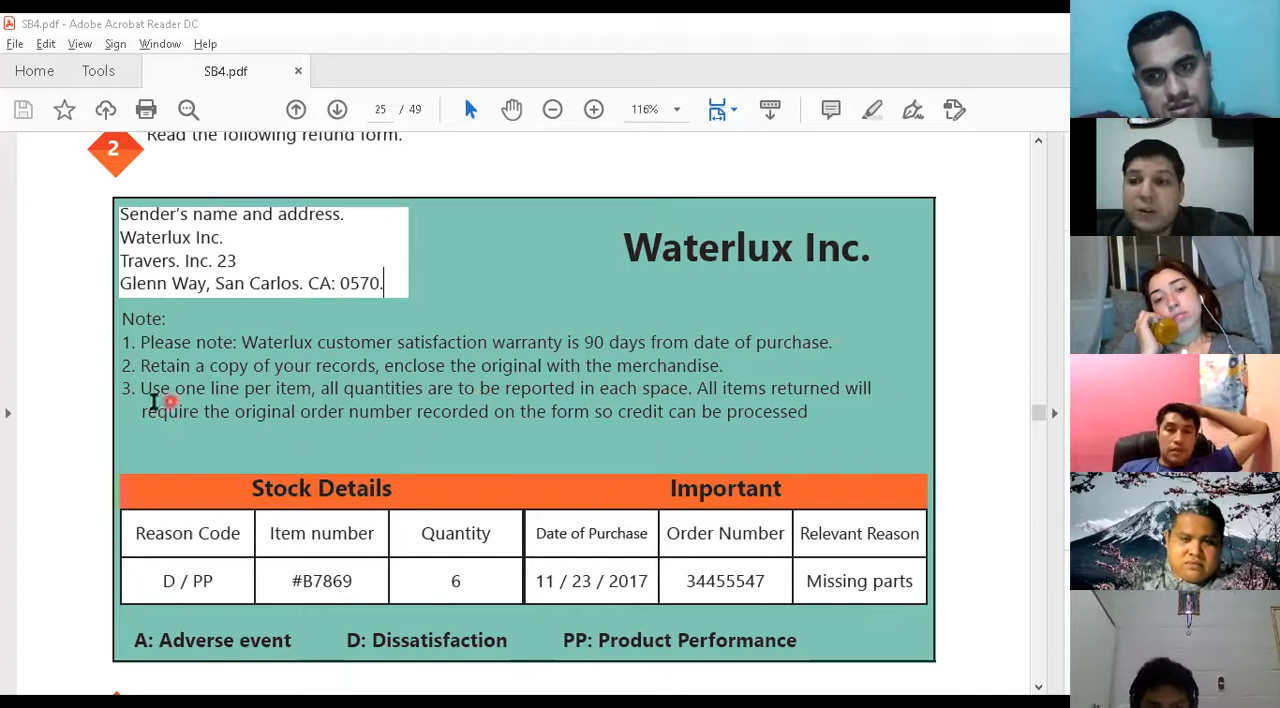 SB4.pdf - Adobe Acrobat Reader DC
File Edit View Sign Window Help
Home Tools SB4.pdf ×
25 / 49 116%
2 Read the following refund form.
Sender's name and address.
Waterlux Inc.
Travers. Inc. 23
Glenn Way, San Carlos. CA: 0570.
Waterlux Inc.
Note:
1. Please note: Waterlux customer satisfaction warranty is 90 days from date of purchase.
2. Retain a copy of your records, enclose the original with the merchandise.
3. Use one line per item, all quantities are to be reported in each space. All items returned will
require the original order number recorded on the form so credit can be processed
Stock Details Important
Reason Code Item number Quantity Date of Purchase Order Number Relevant Reason
D / PP #B7869 6 11 / 23 / 2017 34455547 Missing parts
A: Adverse event D: Dissatisfaction PP: Product Performance